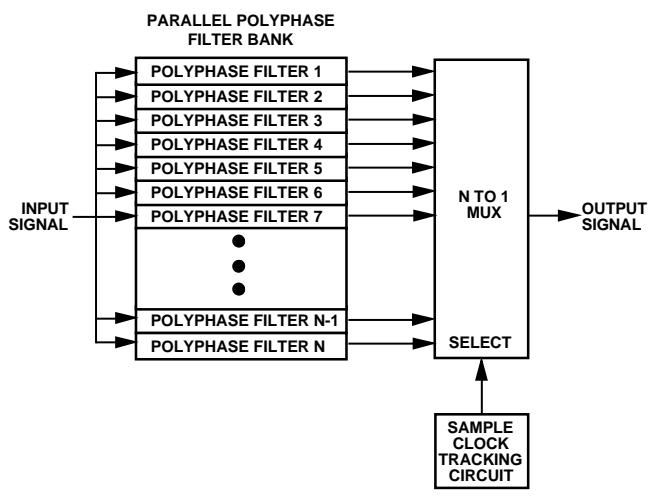 PARALLEL POLYPHASE
FILTER BANK
POLYPHASE FILTER 1
POLYPHASE FILTER 2
POLYPHASE FILTER 3
POLYPHASE FILTER 4
POLYPHASE FILTER 5
POLYPHASE FILTER 6
POLYPHASE FILTER 7
INPUT
SIGNAL
POLYPHASE FILTER N-1
POLYPHASE FILTER N
N TO 1
MUX
SELECT
OUTPUT
SIGNAL
SAMPLE
CLOCK
TRACKING
CIRCUIT